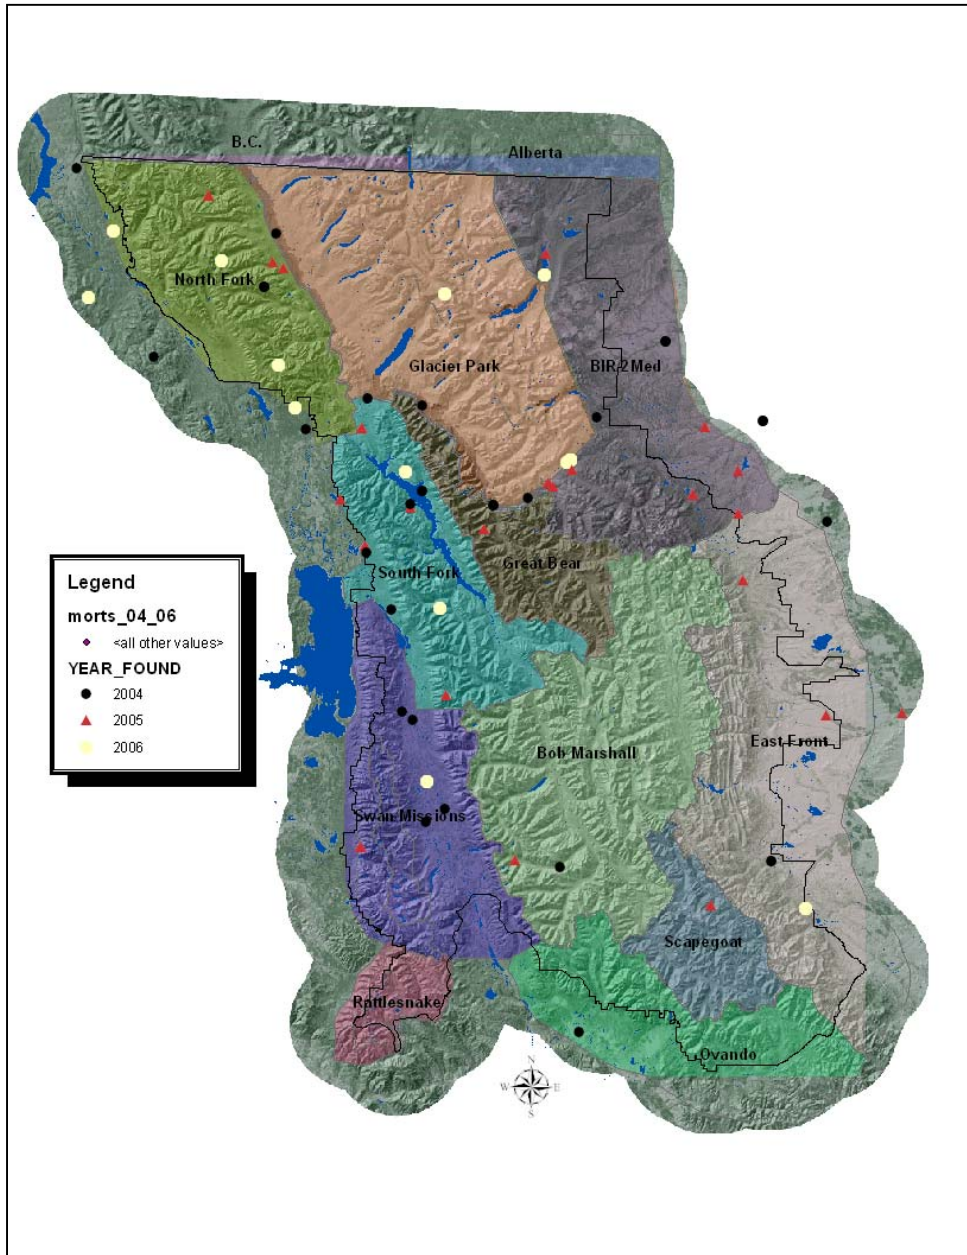 B.C.
Alberta
North Fork
Glacier Park
BIR 2Med
Great Bear
South Fork
Legend
morts_04_06
<all other values>
YEAR_FOUND
2004
2005
2006
Bob Marshall
East Front
Swan Missions
Scapegoat
Rattlesnake
Ovando
N
W E
S